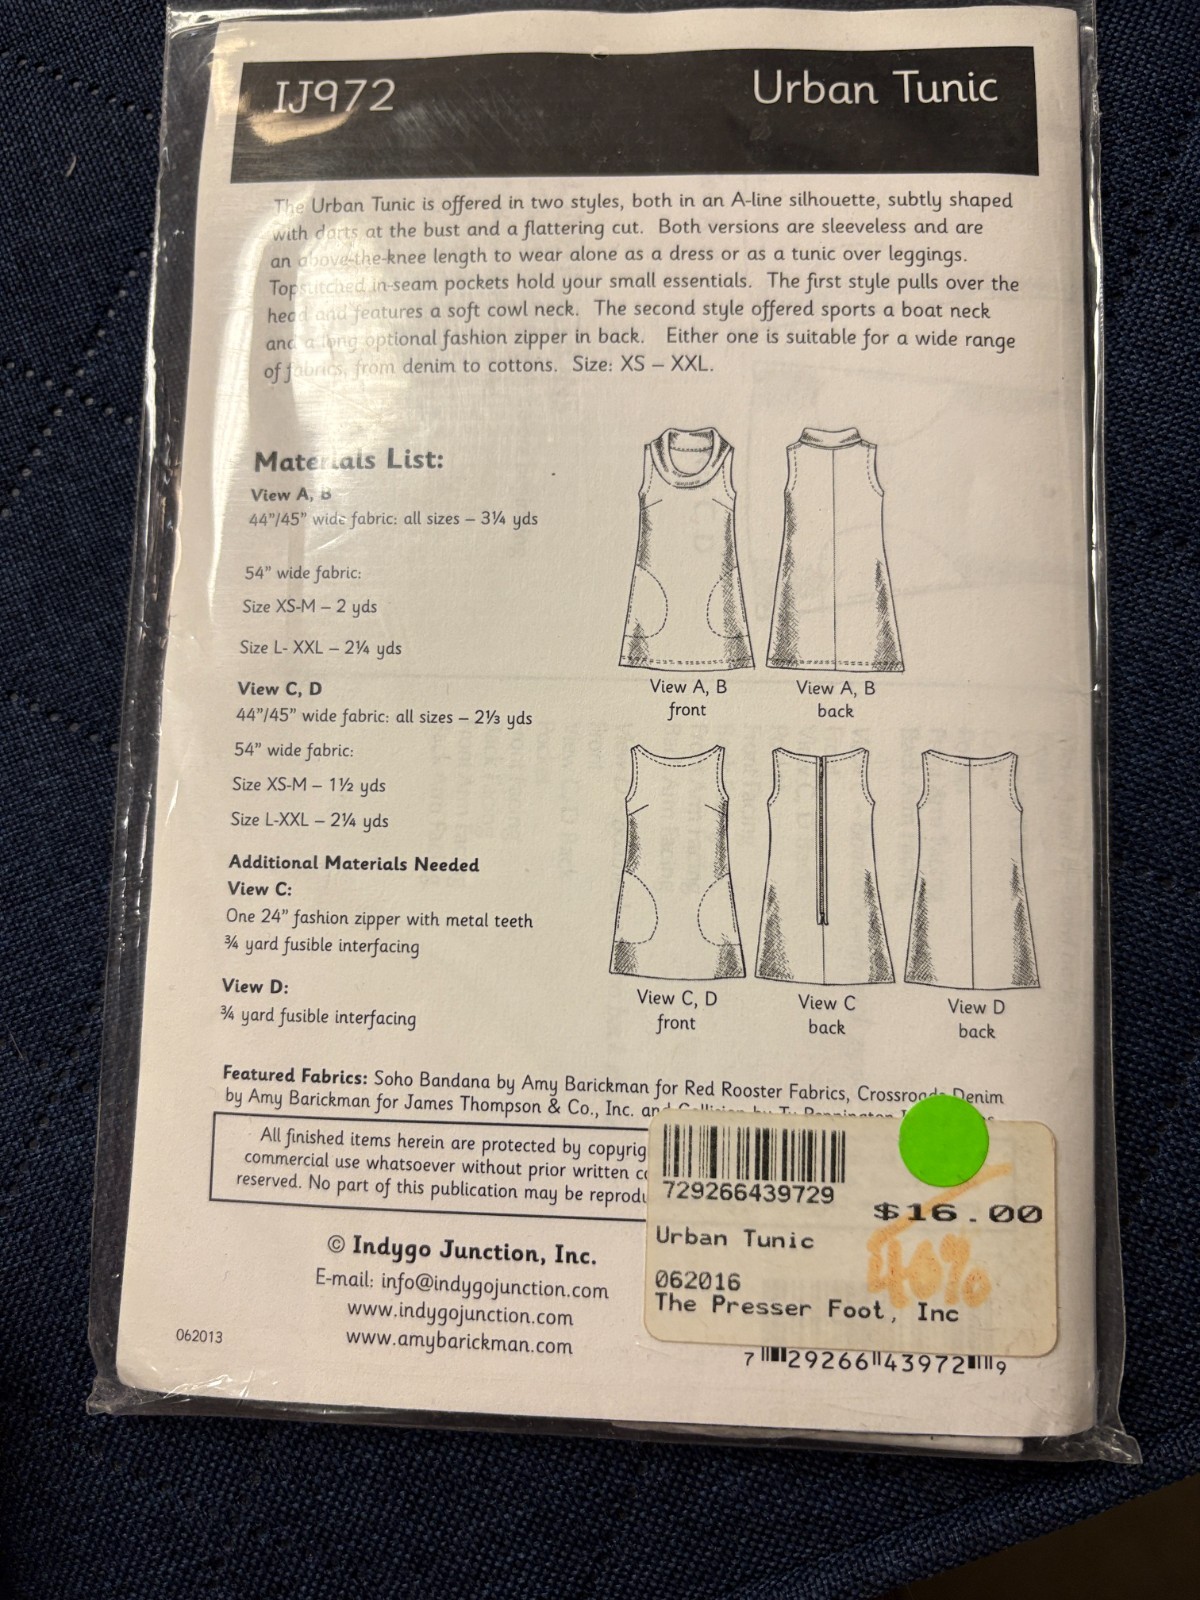 IJ972
Urban Tunic
The Urban Tunic is offered in two styles, both in an A-line silhouette, subtly shaped
with darts at the bust and a flattering cut. Both versions are sleeveless and are
an above-the-knee length to wear alone as a dress or as a tunic over leggings.
Topstitched in-seam pockets hold your small essentials. The first style pulls over the
head and features a soft cowl neck. The second style offered sports a boat neck
and a long optional fashion zipper in back. Either one is suitable for a wide range
of fabrics, from denim to cottons. Size: XS – XXL.
Materials List:
View A, B
44"/45" wide fabric: all sizes – 3¼ yds
54" wide fabric:
Size XS-M – 2 yds
Size L- XXL – 2¼ yds
View C, D
44"/45" wide fabric: all sizes – 2⅓ yds
54" wide fabric:
Size XS-M – 1½ yds
Size L-XXL – 2¼ yds
Additional Materials Needed
View C:
One 24" fashion zipper with metal teeth
¾ yard fusible interfacing
View D:
¾ yard fusible interfacing
View A, B
front
View A, B
back
View C, D
front
View C
back
View D
back
Featured Fabrics: Soho Bandana by Amy Barickman for Red Rooster Fabrics, Crossroads Denim
by Amy Barickman for James Thompson & Co., Inc. and
All finished items herein are protected by copyrig
commercial use whatsoever without prior written
reserved. No part of this publication may be reprodu
© Indygo Junction, Inc.
E-mail: info@indygojunction.com
www.indygojunction.com
www.amybarickman.com
062013
729266439729
$16.00
40%
Urban Tunic
062016
The Presser Foot, Inc
7 29266 43972 9